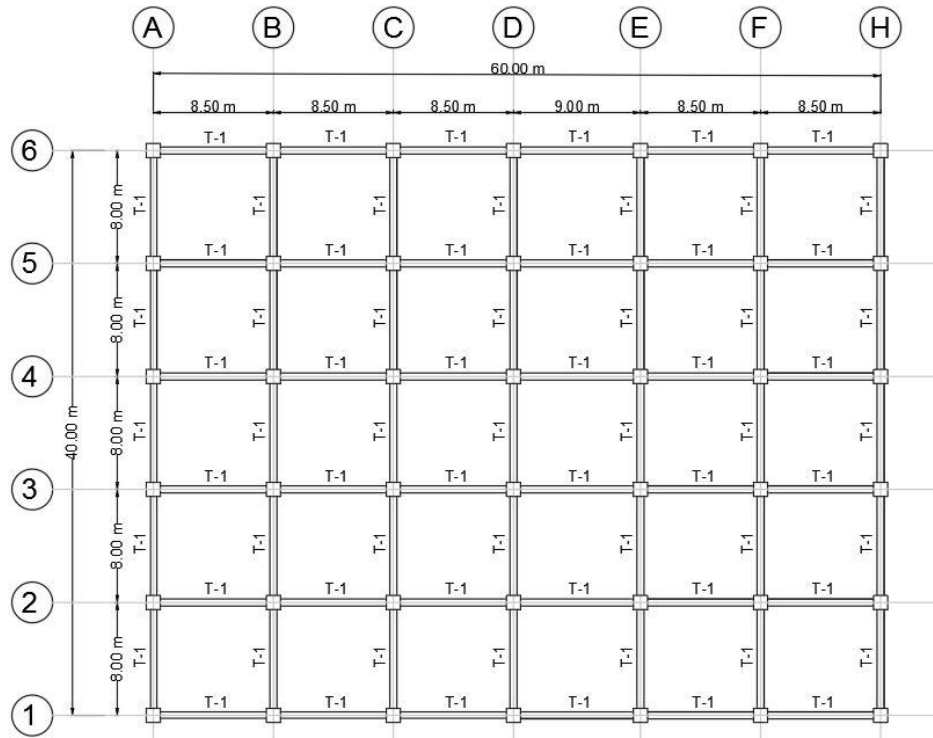 A B C D E F H
60.00 m
8.50 m 8.50 m 8.50 m 9.00 m 8.50 m 8.50 m
T-1 T-1 T-1 T-1 T-1 T-1
6
8.00 m T-1 T-1 T-1 T-1 T-1 T-1 T-1
T-1 T-1 T-1 T-1 T-1 T-1
5
8.00 m T-1 T-1 T-1 T-1 T-1 T-1 T-1
T-1 T-1 T-1 T-1 T-1 T-1
4
40.00 m 8.00 m T-1 T-1 T-1 T-1 T-1 T-1 T-1
T-1 T-1 T-1 T-1 T-1 T-1
3
8.00 m T-1 T-1 T-1 T-1 T-1 T-1 T-1
T-1 T-1 T-1 T-1 T-1 T-1
2
8.00 m T-1 T-1 T-1 T-1 T-1 T-1 T-1
T-1 T-1 T-1 T-1 T-1 T-1
1